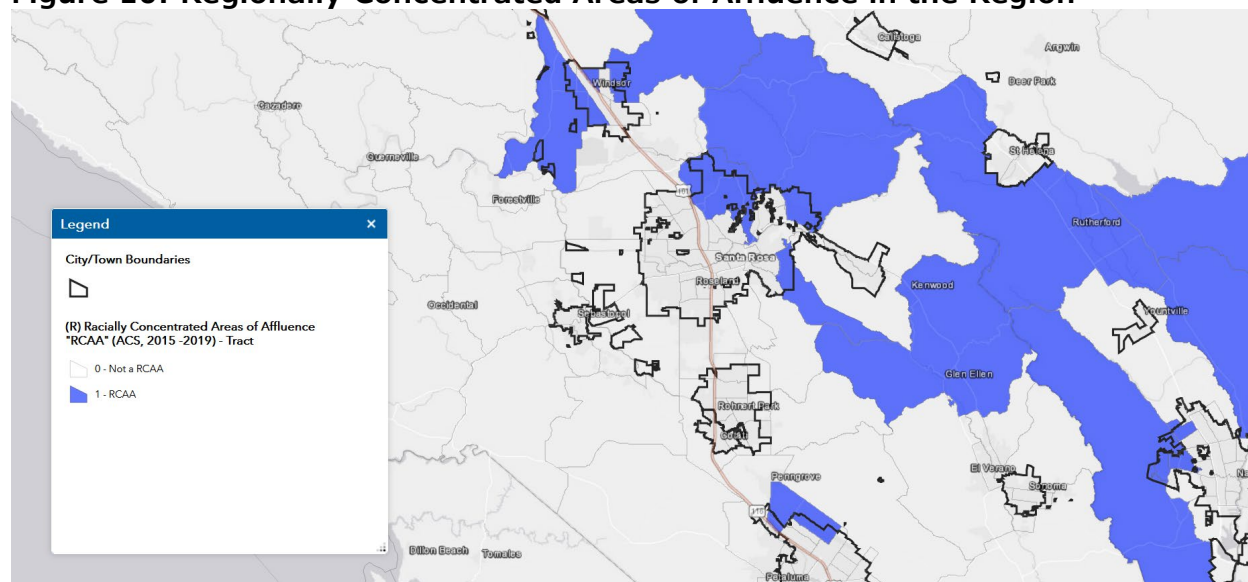 Figure 10: Regionally Concentrated Areas of Affluence in the Region
Calistoga
Angwin
Deer Park
Windsor
Cazadero
Guerneville
St Helena
Forestville
101
Rutherford
Legend
×
City/Town Boundaries
(R) Racially Concentrated Areas of Affluence
"RCAA" (ACS, 2015 -2019) - Tract
0 - Not a RCAA
1 - RCAA
Santa Rosa
Roseland
Kenwood
Occidental
Sebastopol
Yountville
Glen Ellen
Rohnert Park
Cotati
El Verano
Sonoma
Na
Penngrove
Dillon Beach
Tomales
Petaluma